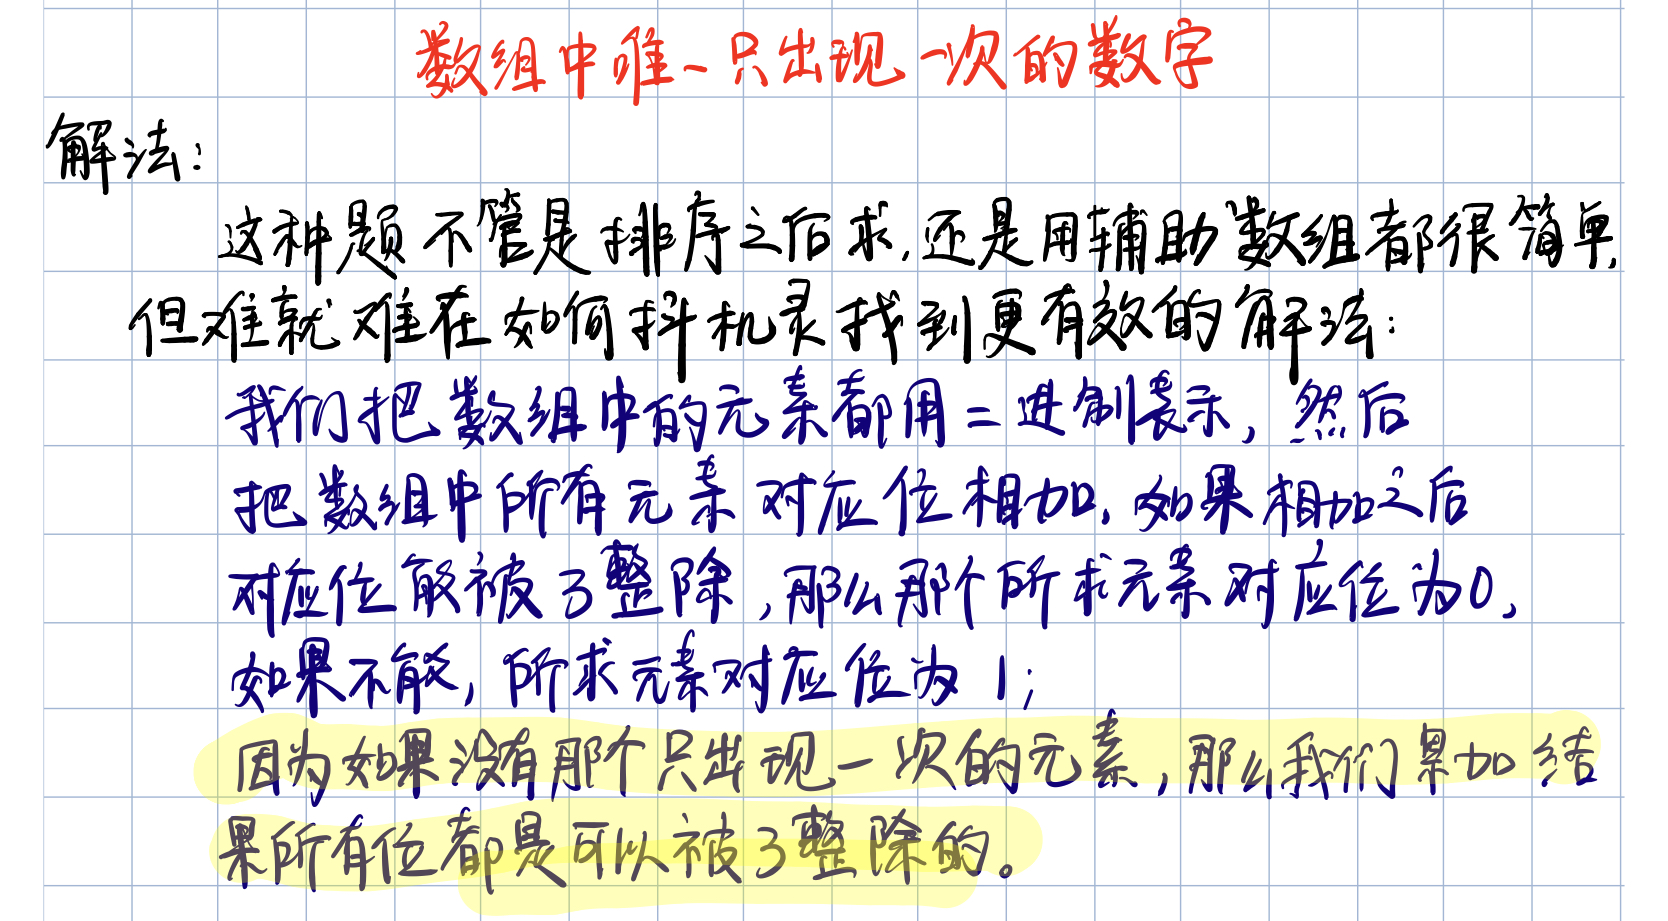 数组中唯一只出现一次的数字
解法:
这种题不管是排序之后求,还是用辅助数组都很简单,
但难就难在如何抖机灵找到更有效的解法:
我们把数组中的元素都用二进制表示,然后
把数组中所有元素对应位相加,如果相加之后
对应位能被3整除,那么那个所求元素对应位为0,
如果不能,所求元素对应位为1;
因为如果没有那个只出现一次的元素,那么我们累加结
果所有位都是可以被3整除的。